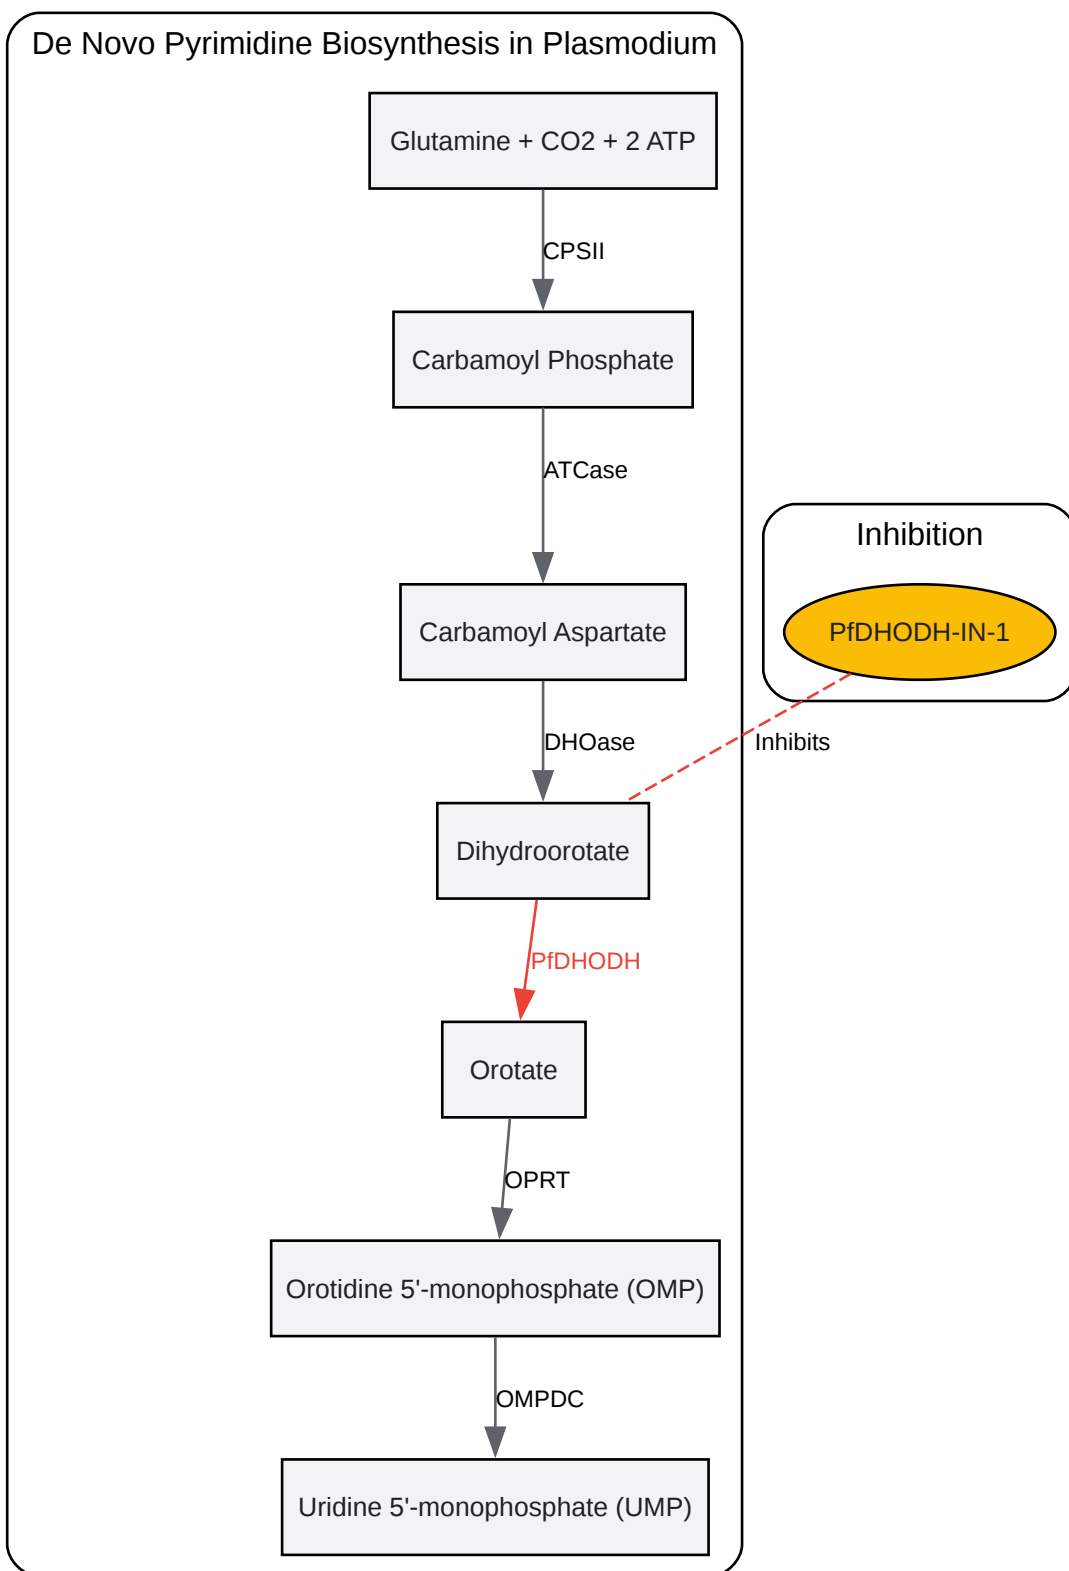 De Novo Pyrimidine Biosynthesis in Plasmodium
Glutamine + CO2 + 2 ATP
CPSII
Carbamoyl Phosphate
ATCase
Inhibition
Carbamoyl Aspartate
PfDHODH-IN-1
DHOase
Inhibits
Dihydroorotate
PfDHODH
Orotate
OPRT
Orotidine 5'-monophosphate (OMP)
OMPDC
Uridine 5'-monophosphate (UMP)